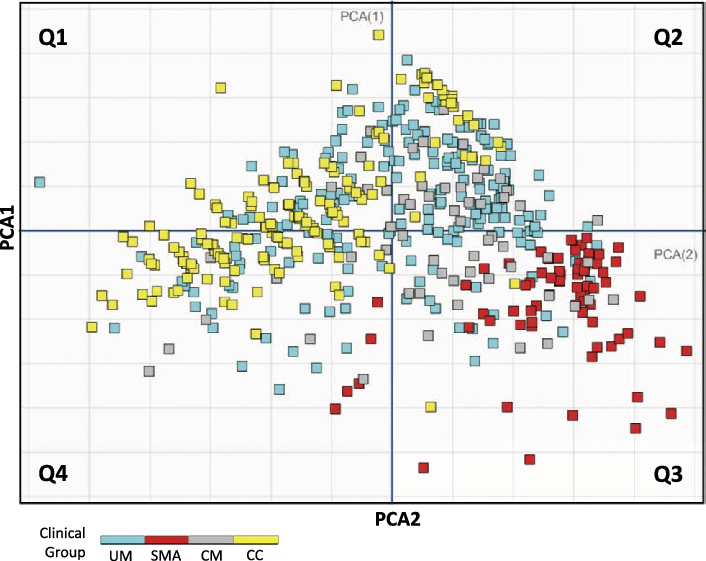 PCA(1)
Q1
Q2
PCA1
PCA(2)
Q4
Q3
PCA2
Clinical
Group
UM SMA CM CC